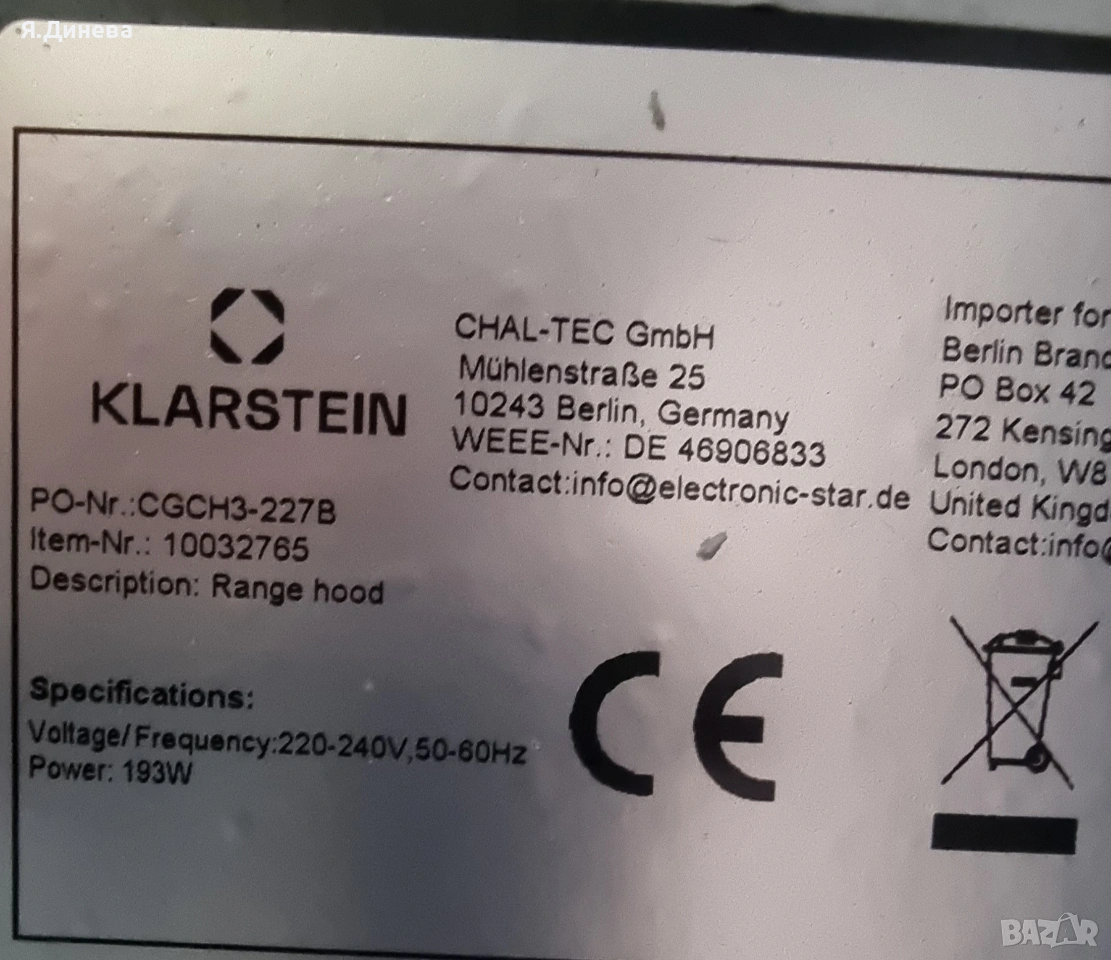 Я.Динева
KLARSTEIN
PO-Nr.:CGCH3-227B
Item-Nr.: 10032765
Description: Range hood
CHAL-TEC GmbH
Mühlenstraße 25
10243 Berlin, Germany
WEEE-Nr.: DE 46906833
Contact:info@electronic-star.de
Importer for
Berlin Bran
PO Box 42
272 Kensing
London, W8
United Kingd
Contact:info@
Specifications:
Voltage/Frequency:220-240V,50-60Hz
Power: 193W
CE
BAZAR